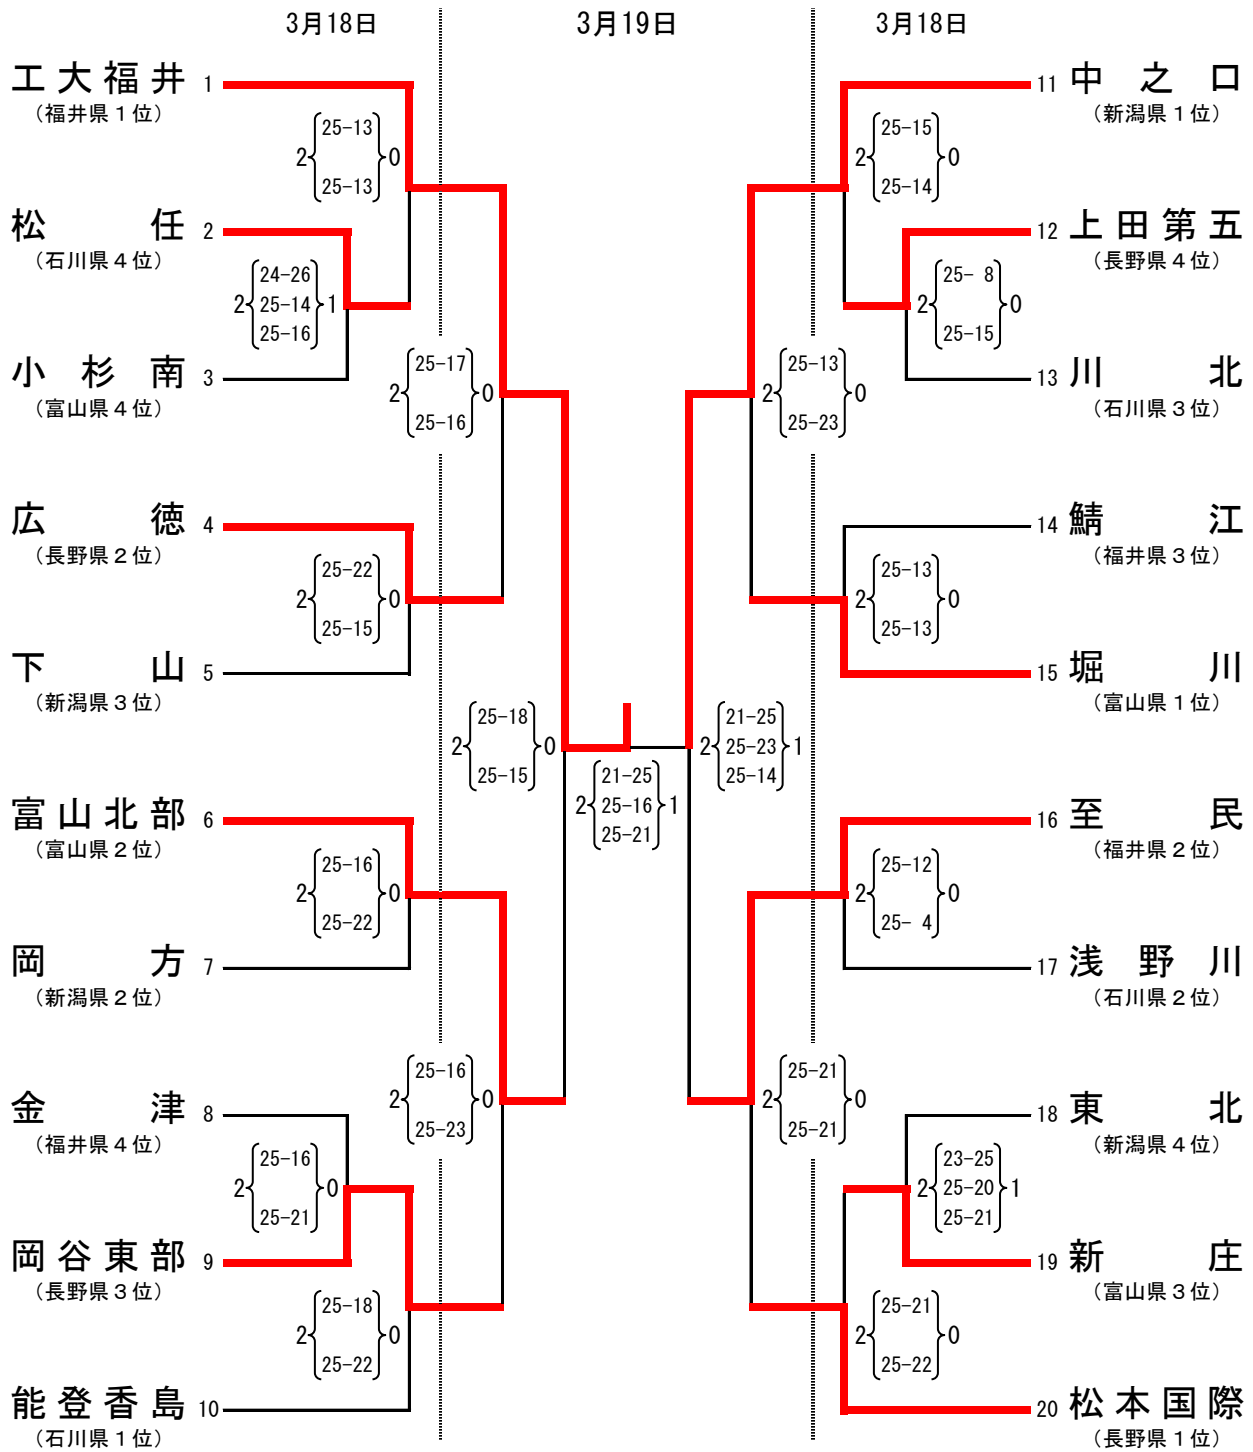 3月18日 3月19日 3月18日
工大福井 1
（福井県１位）
2 25-13 0
25-13
松任 2
（石川県４位）
24-26
2 25-14 1
25-16
小杉南 3
（富山県４位）
25-17
2 0
25-16
広徳 4
（長野県２位）
25-22
2 0
25-15
下山 5
（新潟県３位）
25-18
2 0
25-15
富山北部 6
（富山県２位）
25-16
2 0
25-22
岡方 7
（新潟県２位）
25-16
2 0
25-23
金津 8
（福井県４位）
25-16
2 0
25-21
岡谷東部 9
（長野県３位）
25-18
2 0
25-22
能登香島 10
（石川県１位）
21-25
2 25-16 1
25-21
11 中之口
（新潟県１位）
25-15
2 0
25-14
12 上田第五
（長野県４位）
25- 8
2 0
25-15
13 川北
（石川県３位）
25-13
2 0
25-23
14 鯖江
（福井県３位）
25-13
2 0
25-13
15 堀川
（富山県１位）
21-25
2 25-23 1
25-14
16 至民
（福井県２位）
25-12
2 0
25- 4
17 浅野川
（石川県２位）
25-21
2 0
25-21
18 東北
（新潟県４位）
23-25
2 25-20 1
25-21
19 新庄
（富山県３位）
25-21
2 0
25-22
20 松本国際
（長野県１位）